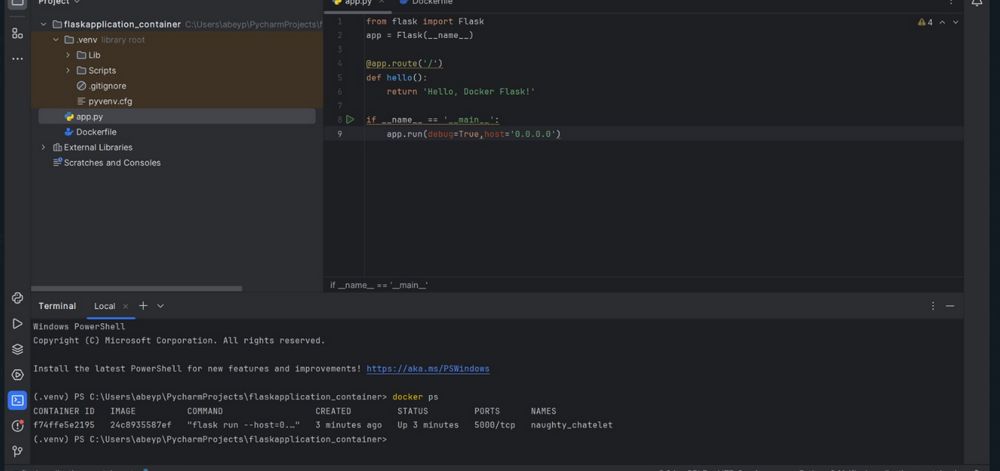 Project
app.py
Dockerfile
flaskapplication_container C:\Users\abeyp\PycharmProjects\f
.venv library root
Lib
Scripts
.gitignore
pyvenv.cfg
app.py
Dockerfile
External Libraries
Scratches and Consoles
1 from flask import Flask
2 app = Flask(__name__)
3
4 @app.route('/')
5 def hello():
6 return 'Hello, Docker Flask!'
7
8 if __name__ == '__main__':
9 app.run(debug=True,host='0.0.0.0')
4
if __name__ == '__main__'
Terminal Local
Windows PowerShell
Copyright (C) Microsoft Corporation. All rights reserved.
Install the latest PowerShell for new features and improvements! https://aka.ms/PSWindows
(.venv) PS C:\Users\abeyp\PycharmProjects\flaskapplication_container> docker ps
CONTAINER ID IMAGE COMMAND CREATED STATUS PORTS NAMES
f74ffe5e2195 24c8935587ef "flask run --host=0.…" 3 minutes ago Up 3 minutes 5000/tcp naughty_chatelet
(.venv) PS C:\Users\abeyp\PycharmProjects\flaskapplication_container>